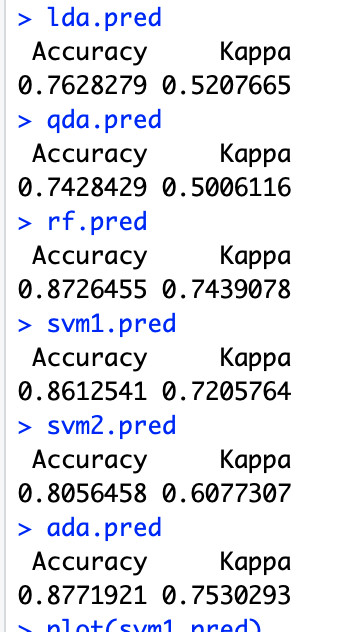 > lda.pred
Accuracy Kappa
0.7628279 0.5207665
> qda.pred
Accuracy Kappa
0.7428429 0.5006116
> rf.pred
Accuracy Kappa
0.8726455 0.7439078
> svm1.pred
Accuracy Kappa
0.8612541 0.7205764
> svm2.pred
Accuracy Kappa
0.8056458 0.6077307
> ada.pred
Accuracy Kappa
0.8771921 0.7530293
> plot(svm1.pred)